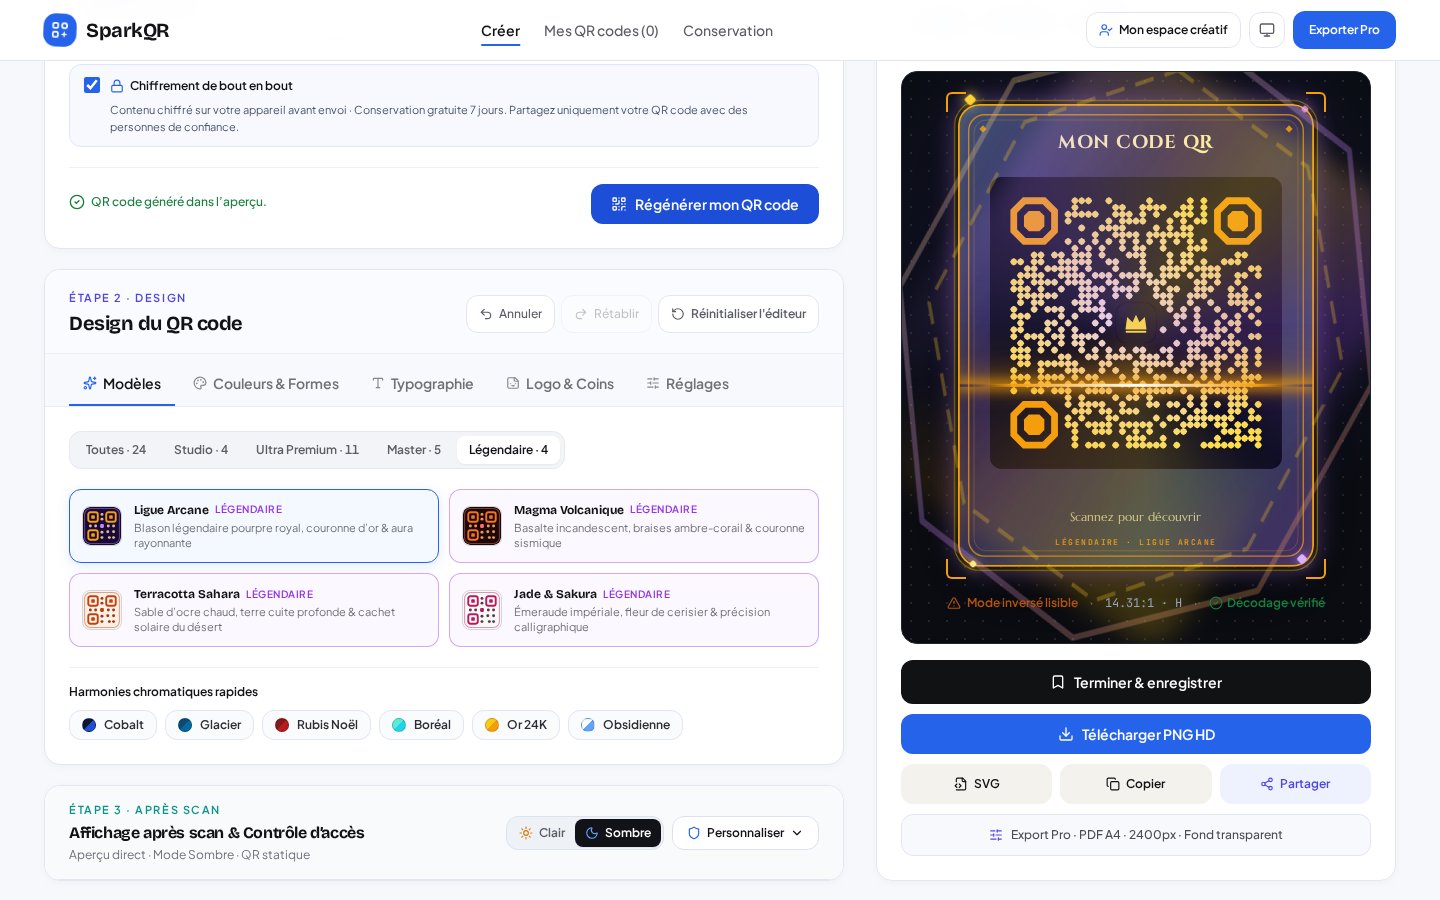 SparkQR
Créer
Mes QR codes (0)
Conservation
Mon espace créatif
Exporter Pro
Chiffrement de bout en bout
Contenu chiffré sur votre appareil avant envoi · Conservation gratuite 7 jours. Partagez uniquement votre QR code avec des
personnes de confiance.
QR code généré dans l'aperçu.
Régénérer mon QR code
ÉTAPE 2 · DESIGN
Design du QR code
Annuler
Rétablir
Réinitialiser l'éditeur
Modèles
Couleurs & Formes
Typographie
Logo & Coins
Réglages
Toutes · 24
Studio · 4
Ultra Premium · 11
Master · 5
Légendaire · 4
Ligue Arcane LÉGENDAIRE
Blason légendaire pourpre royal, couronne d'or & aura
rayonnante
Magma Volcanique LÉGENDAIRE
Basalte incandescent, braises ambre-corail & couronne
sismique
Terracotta Sahara LÉGENDAIRE
Sable d'ocre chaud, terre cuite profonde & cachet
solaire du désert
Jade & Sakura LÉGENDAIRE
Émeraude impériale, fleur de cerisier & précision
calligraphique
Harmonies chromatiques rapides
Cobalt
Glacier
Rubis Noël
Boréal
Or 24K
Obsidienne
ÉTAPE 3 · APRÈS SCAN
Affichage après scan & Contrôle d'accès
Aperçu direct · Mode Sombre · QR statique
Clair
Sombre
Personnaliser
MON CODE QR
Scannez pour découvrir
LÉGENDAIRE · LIGUE ARCANE
Mode inversé lisible · 14.31:1 · H · Décodage vérifié
Terminer & enregistrer
Télécharger PNG HD
SVG
Copier
Partager
Export Pro · PDF A4 · 2400px · Fond transparent